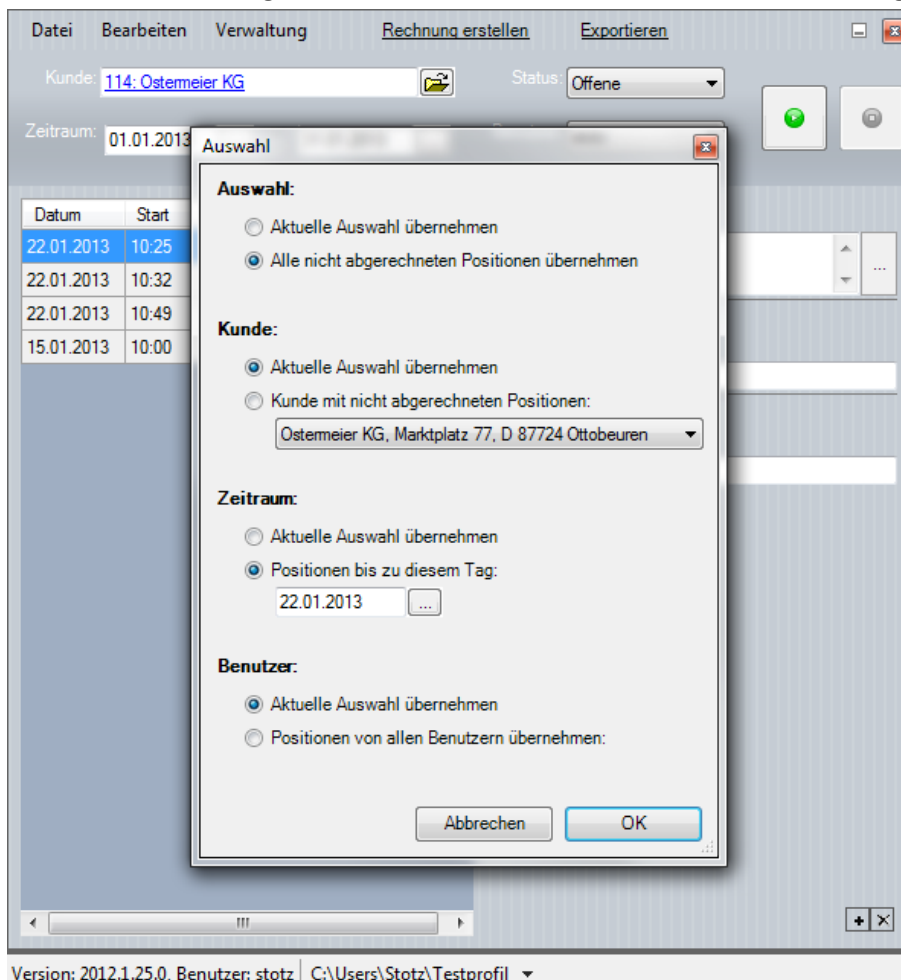 Datei Bearbeiten Verwaltung Rechnung erstellen Exportieren
Kunde: 114: Ostermeier KG Status: Offene
Zeitraum: 01.01.2013
Auswahl
Auswahl:
Aktuelle Auswahl übernehmen
Alle nicht abgerechneten Positionen übernehmen
Kunde:
Aktuelle Auswahl übernehmen
Kunde mit nicht abgerechneten Positionen:
Ostermeier KG, Marktplatz 77, D 87724 Ottobeuren
Zeitraum:
Aktuelle Auswahl übernehmen
Positionen bis zu diesem Tag:
22.01.2013 ...
Benutzer:
Aktuelle Auswahl übernehmen
Positionen von allen Benutzern übernehmen:
Abbrechen OK
Datum Start
22.01.2013 10:25
22.01.2013 10:32
22.01.2013 10:49
15.01.2013 10:00
...
Version: 2012.1.25.0, Benutzer: stotz C:\Users\Stotz\Testprofil